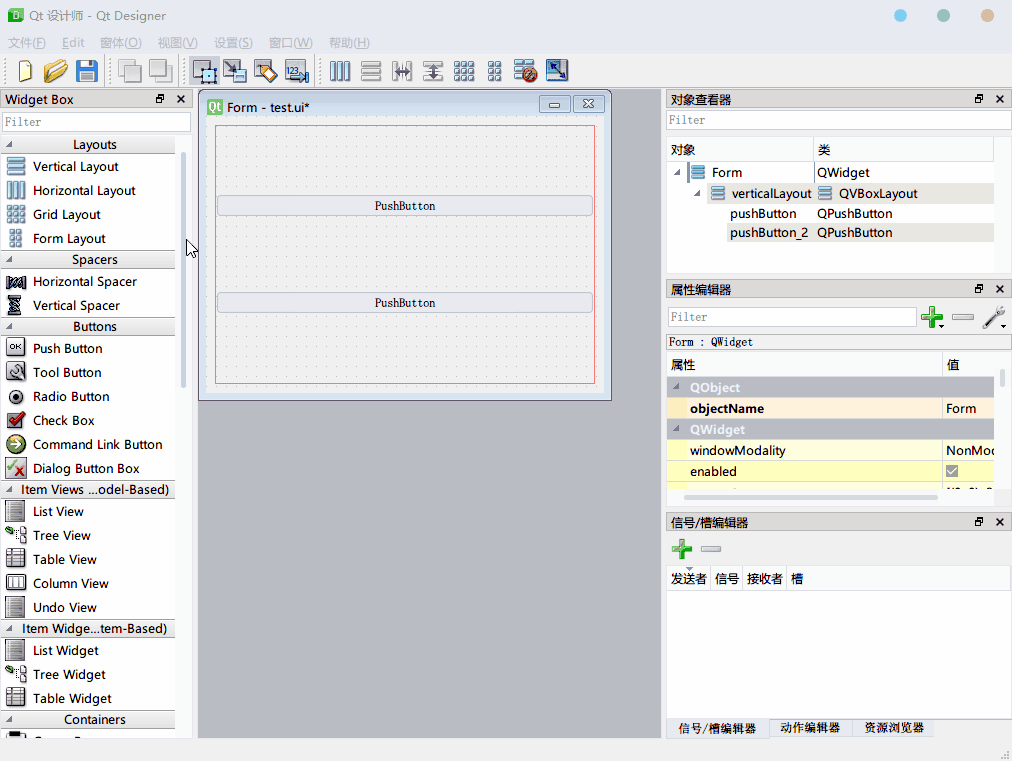 Qt 设计师 - Qt Designer
文件(F) Edit 窗体(O) 视图(V) 设置(S) 窗口(W) 帮助(H)
Widget Box
Filter
Layouts
Vertical Layout
Horizontal Layout
Grid Layout
Form Layout
Spacers
Horizontal Spacer
Vertical Spacer
Buttons
OK Push Button
Tool Button
Radio Button
Check Box
Command Link Button
Dialog Button Box
Item Views ...odel-Based)
List View
Tree View
Table View
Column View
Undo View
Item Widge...tem-Based)
List Widget
Tree Widget
Table Widget
Containers
Qt Form - test.ui*
PushButton
PushButton
对象查看器
Filter
对象 类
Form QWidget
verticalLayout QVBoxLayout
pushButton QPushButton
pushButton_2 QPushButton
属性编辑器
Filter
Form : QWidget
属性 值
QObject
objectName Form
QWidget
windowModality NonMod
enabled
信号/槽编辑器
发送者 信号 接收者 槽
信号/槽编辑器 动作编辑器 资源浏览器